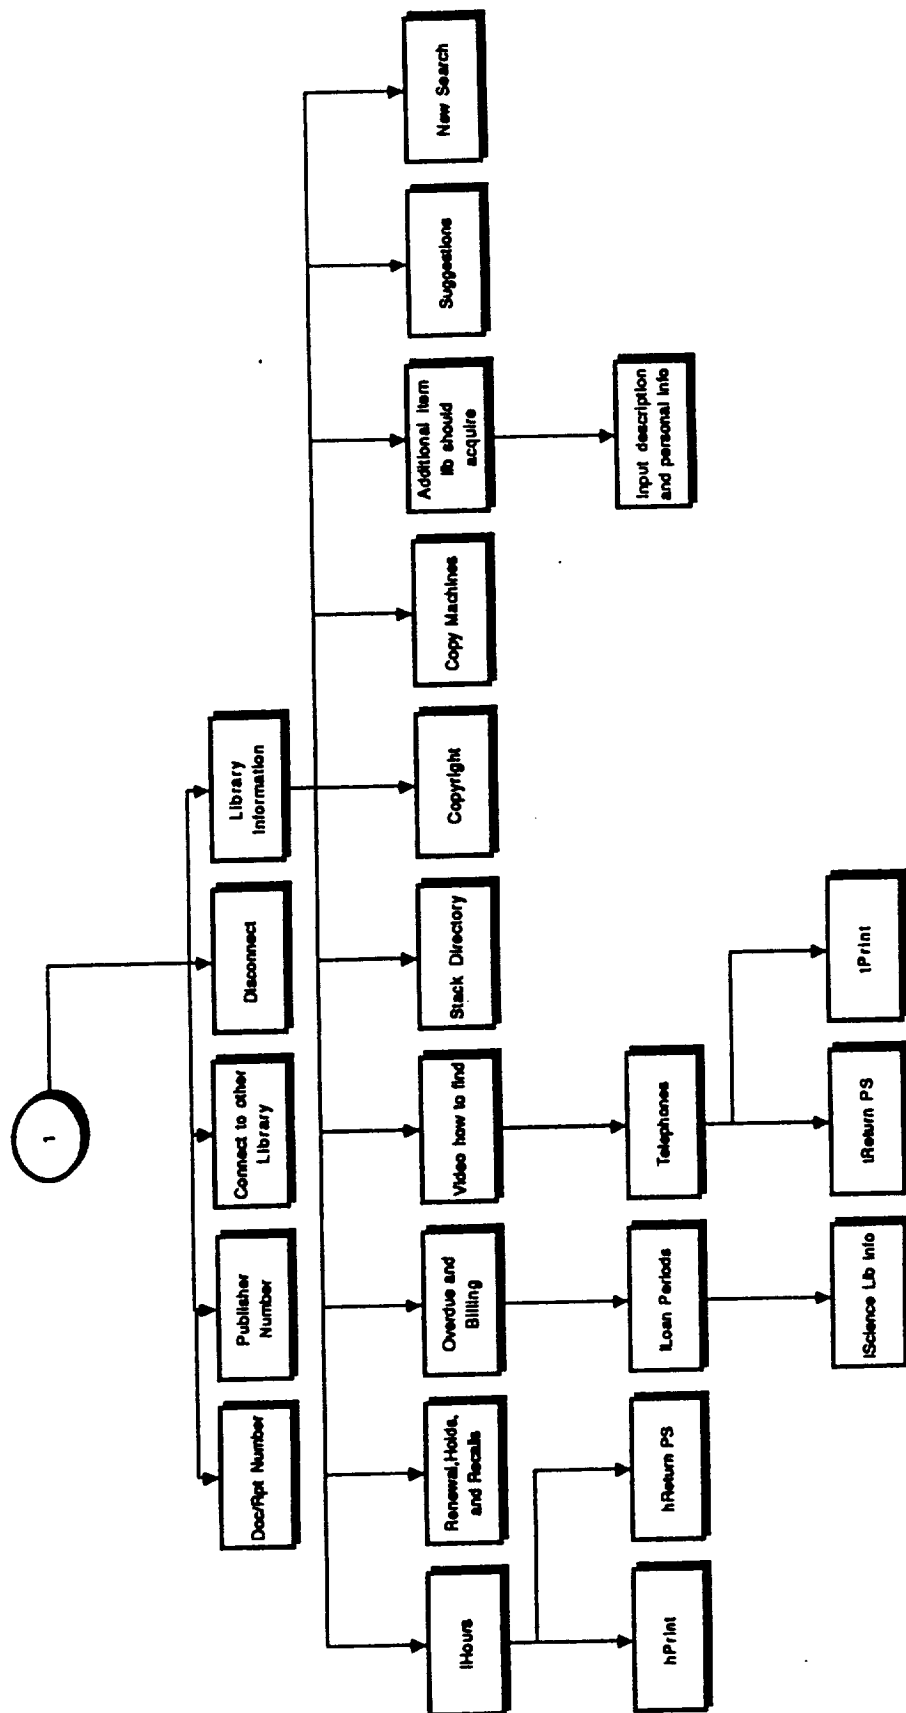 1
Doc/Rpt Number
Publisher
Number
Connect to other
Library
Disconnect
Library
Information
lHours
Renewal,Holds,
and Recalls
Overdue and
Billing
Video how to find
Stack Directory
Copyright
Copy Machines
Additional item
lib should
acquire
Suggestions
New Search
hPrint
hReturn PS
lLoan Periods
Telephones
Input description
and personal info
lScience Lib info
tReturn PS
tPrint